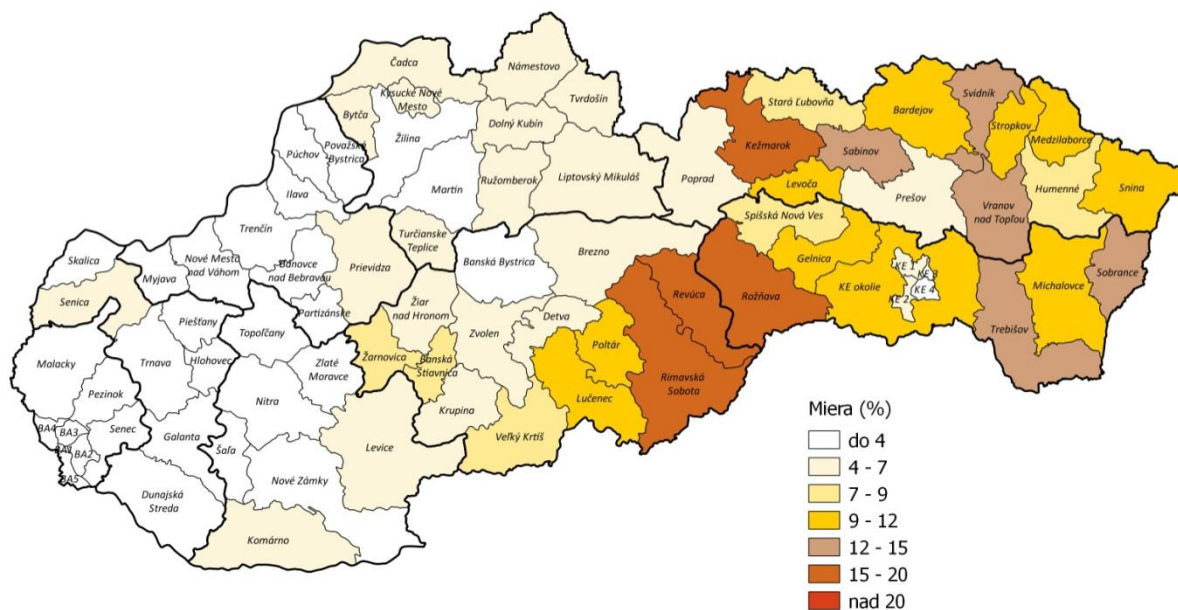 Čadca
Námestovo
Kysucké Nové
Mesto
Tvrdošín
Bytča
Dolný Kubín
Žilina
Púchov
Považská
Bystrica
Ilava
Martin
Ružomberok
Liptovský Mikuláš
Poprad
Kežmarok
Stará Ľubovňa
Bardejov
Svidník
Stropkov
Medzilaborce
Sabinov
Levoča
Prešov
Humenné
Snina
Vranov
nad Topľou
Trenčín
Turčianske
Teplice
Spišská Nová Ves
Skalica
Myjava
Nové Mesto
nad Váhom
Bánovce
nad Bebravou
Prievidza
Banská Bystrica
Brezno
Gelnica
KE 1
KE 3
KE 4
KE 2
KE okolie
Michalovce
Sobrance
Senica
Partizánske
Žiar
nad Hronom
Zvolen
Detva
Revúca
Rožňava
Trebišov
Piešťany
Topoľčany
Malacky
Trnava
Hlohovec
Zlaté
Moravce
Žarnovica
Banská
Štiavnica
Poltár
Rimavská
Sobota
Pezinok
Nitra
Krupina
Lučenec
BA4
BA3
BA2
BA5
Senec
Galanta
Šaľa
Levice
Veľký Krtíš
Dunajská
Streda
Nové Zámky
Komárno
Miera (%)
do 4
4 - 7
7 - 9
9 - 12
12 - 15
15 - 20
nad 20